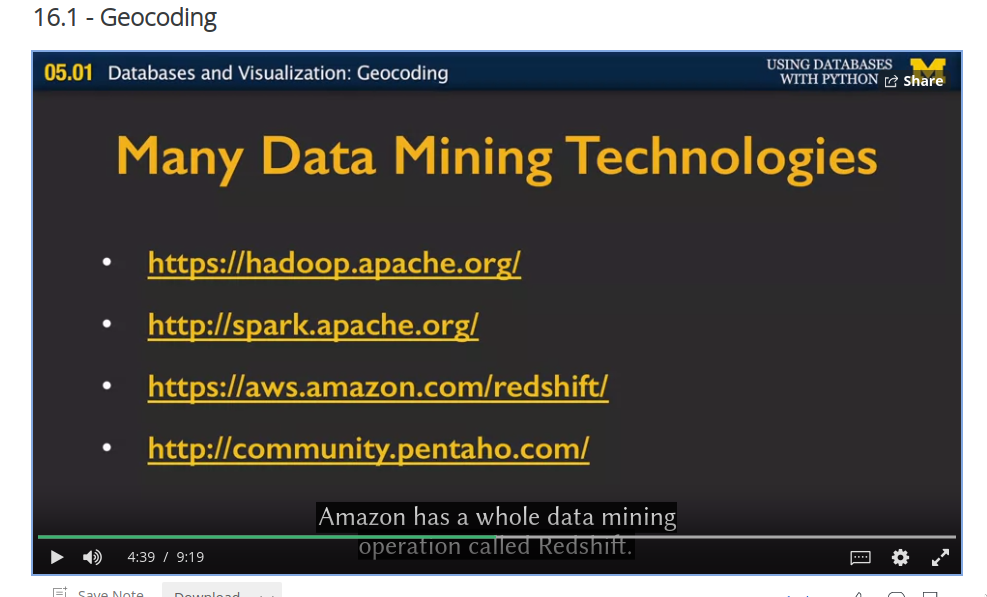 16.1 - Geocoding
05.01 Databases and Visualization: Geocoding
USING DATABASES
WITH PYTHON
Share
Many Data Mining Technologies
• https://hadoop.apache.org/
• http://spark.apache.org/
• https://aws.amazon.com/redshift/
• http://community.pentaho.com/
Amazon has a whole data mining
operation called Redshift.
4:39 / 9:19
Save Note
Download